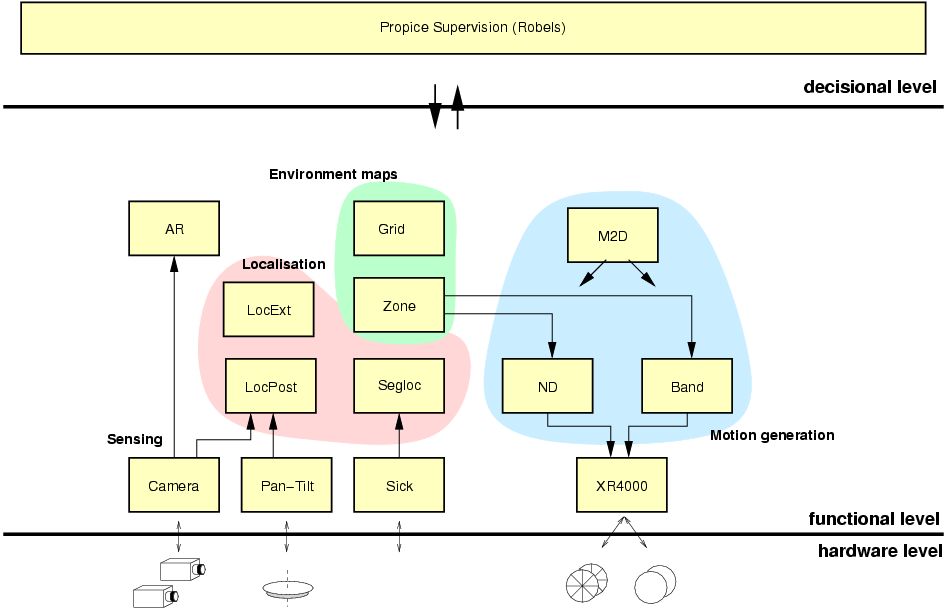 Propice Supervision (Robels)
decisional level
Environment maps
AR
Grid
M2D
Localisation
LocExt
Zone
LocPost
Segloc
ND
Band
Sensing
Motion generation
Camera
Pan-Tilt
Sick
XR4000
functional level
hardware level